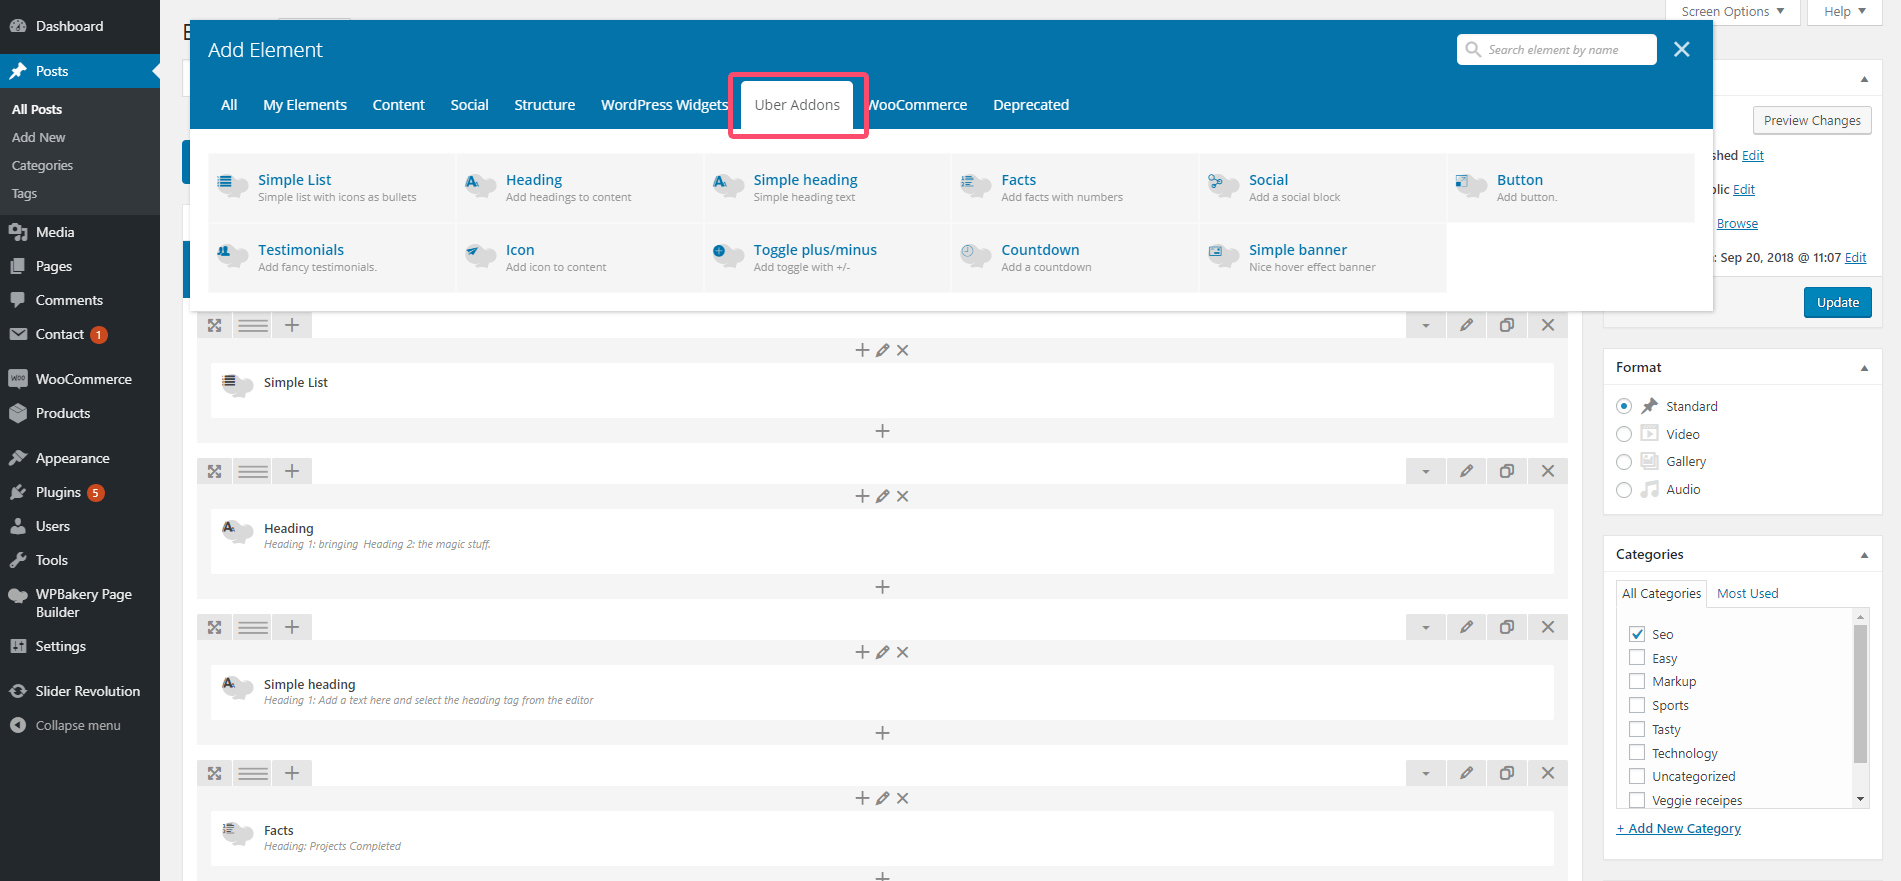 Dashboard
Posts
All Posts
Add New
Categories
Tags
Media
Pages
Comments
Contact 1
WooCommerce
Products
Appearance
Plugins 5
Users
Tools
WPBakery Page
Builder
Settings
Slider Revolution
Collapse menu
Screen Options
Help
Add Element
Search element by name
All
My Elements
Content
Social
Structure
WordPress Widgets
Uber Addons
WooCommerce
Deprecated
Simple List
Simple list with icons as bullets
Heading
Add headings to content
Simple heading
Simple heading text
Facts
Add facts with numbers
Social
Add a social block
Button
Add button.
Testimonials
Add fancy testimonials.
Icon
Add icon to content
Toggle plus/minus
Add toggle with +/-
Countdown
Add a countdown
Simple banner
Nice hover effect banner
Simple List
Heading
Heading 1: bringing Heading 2: the magic stuff.
Simple heading
Heading 1: Add a text here and select the heading tag from the editor
Facts
Heading: Projects Completed
Preview Changes
shed Edit
blic Edit
Browse
: Sep 20, 2018 @ 11:07 Edit
Update
Format
Standard
Video
Gallery
Audio
Categories
All Categories
Most Used
Seo
Easy
Markup
Sports
Tasty
Technology
Uncategorized
Veggie receipes
+ Add New Category